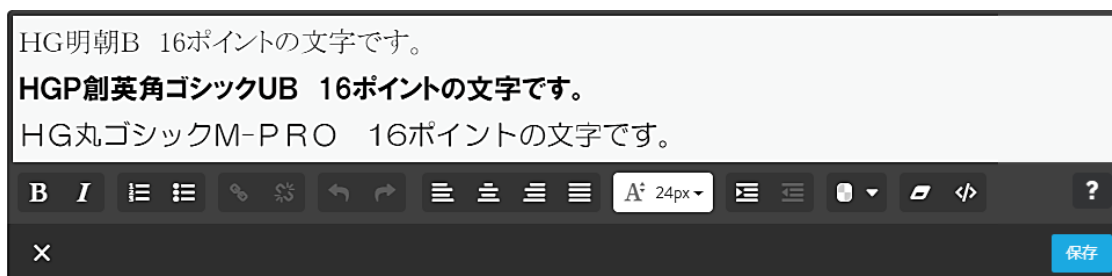 HG明朝B 16ポイントの文字です。
HGP創英角ゴシックUB 16ポイントの文字です。
HG丸ゴシックM-PRO 16ポイントの文字です。
B I A 24px ?
保存